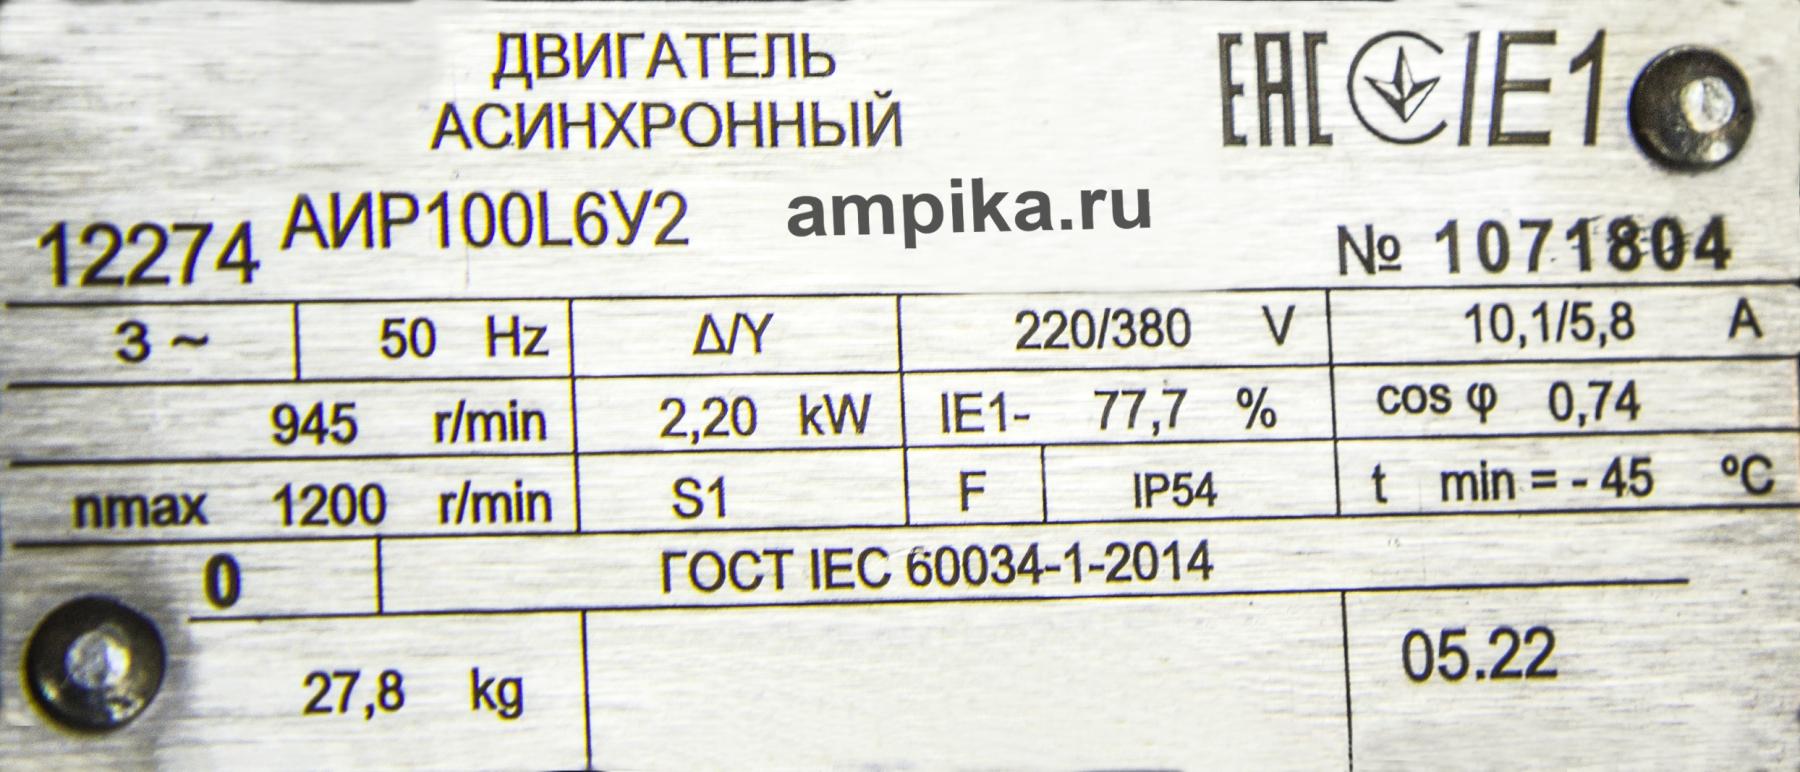 ДВИГАТЕЛЬ
АСИНХРОННЫЙ
EAC IE1
12274 АИР100L6У2 ampika.ru
№ 1071804
3 ~ 50 Hz Δ/Y 220/380 V 10,1/5,8 A
945 r/min 2,20 kW IE1- 77,7 % cos φ 0,74
nmax 1200 r/min S1 F IP54 t min = - 45 ºC
0 ГОСТ IEC 60034-1-2014
27,8 kg 05.22